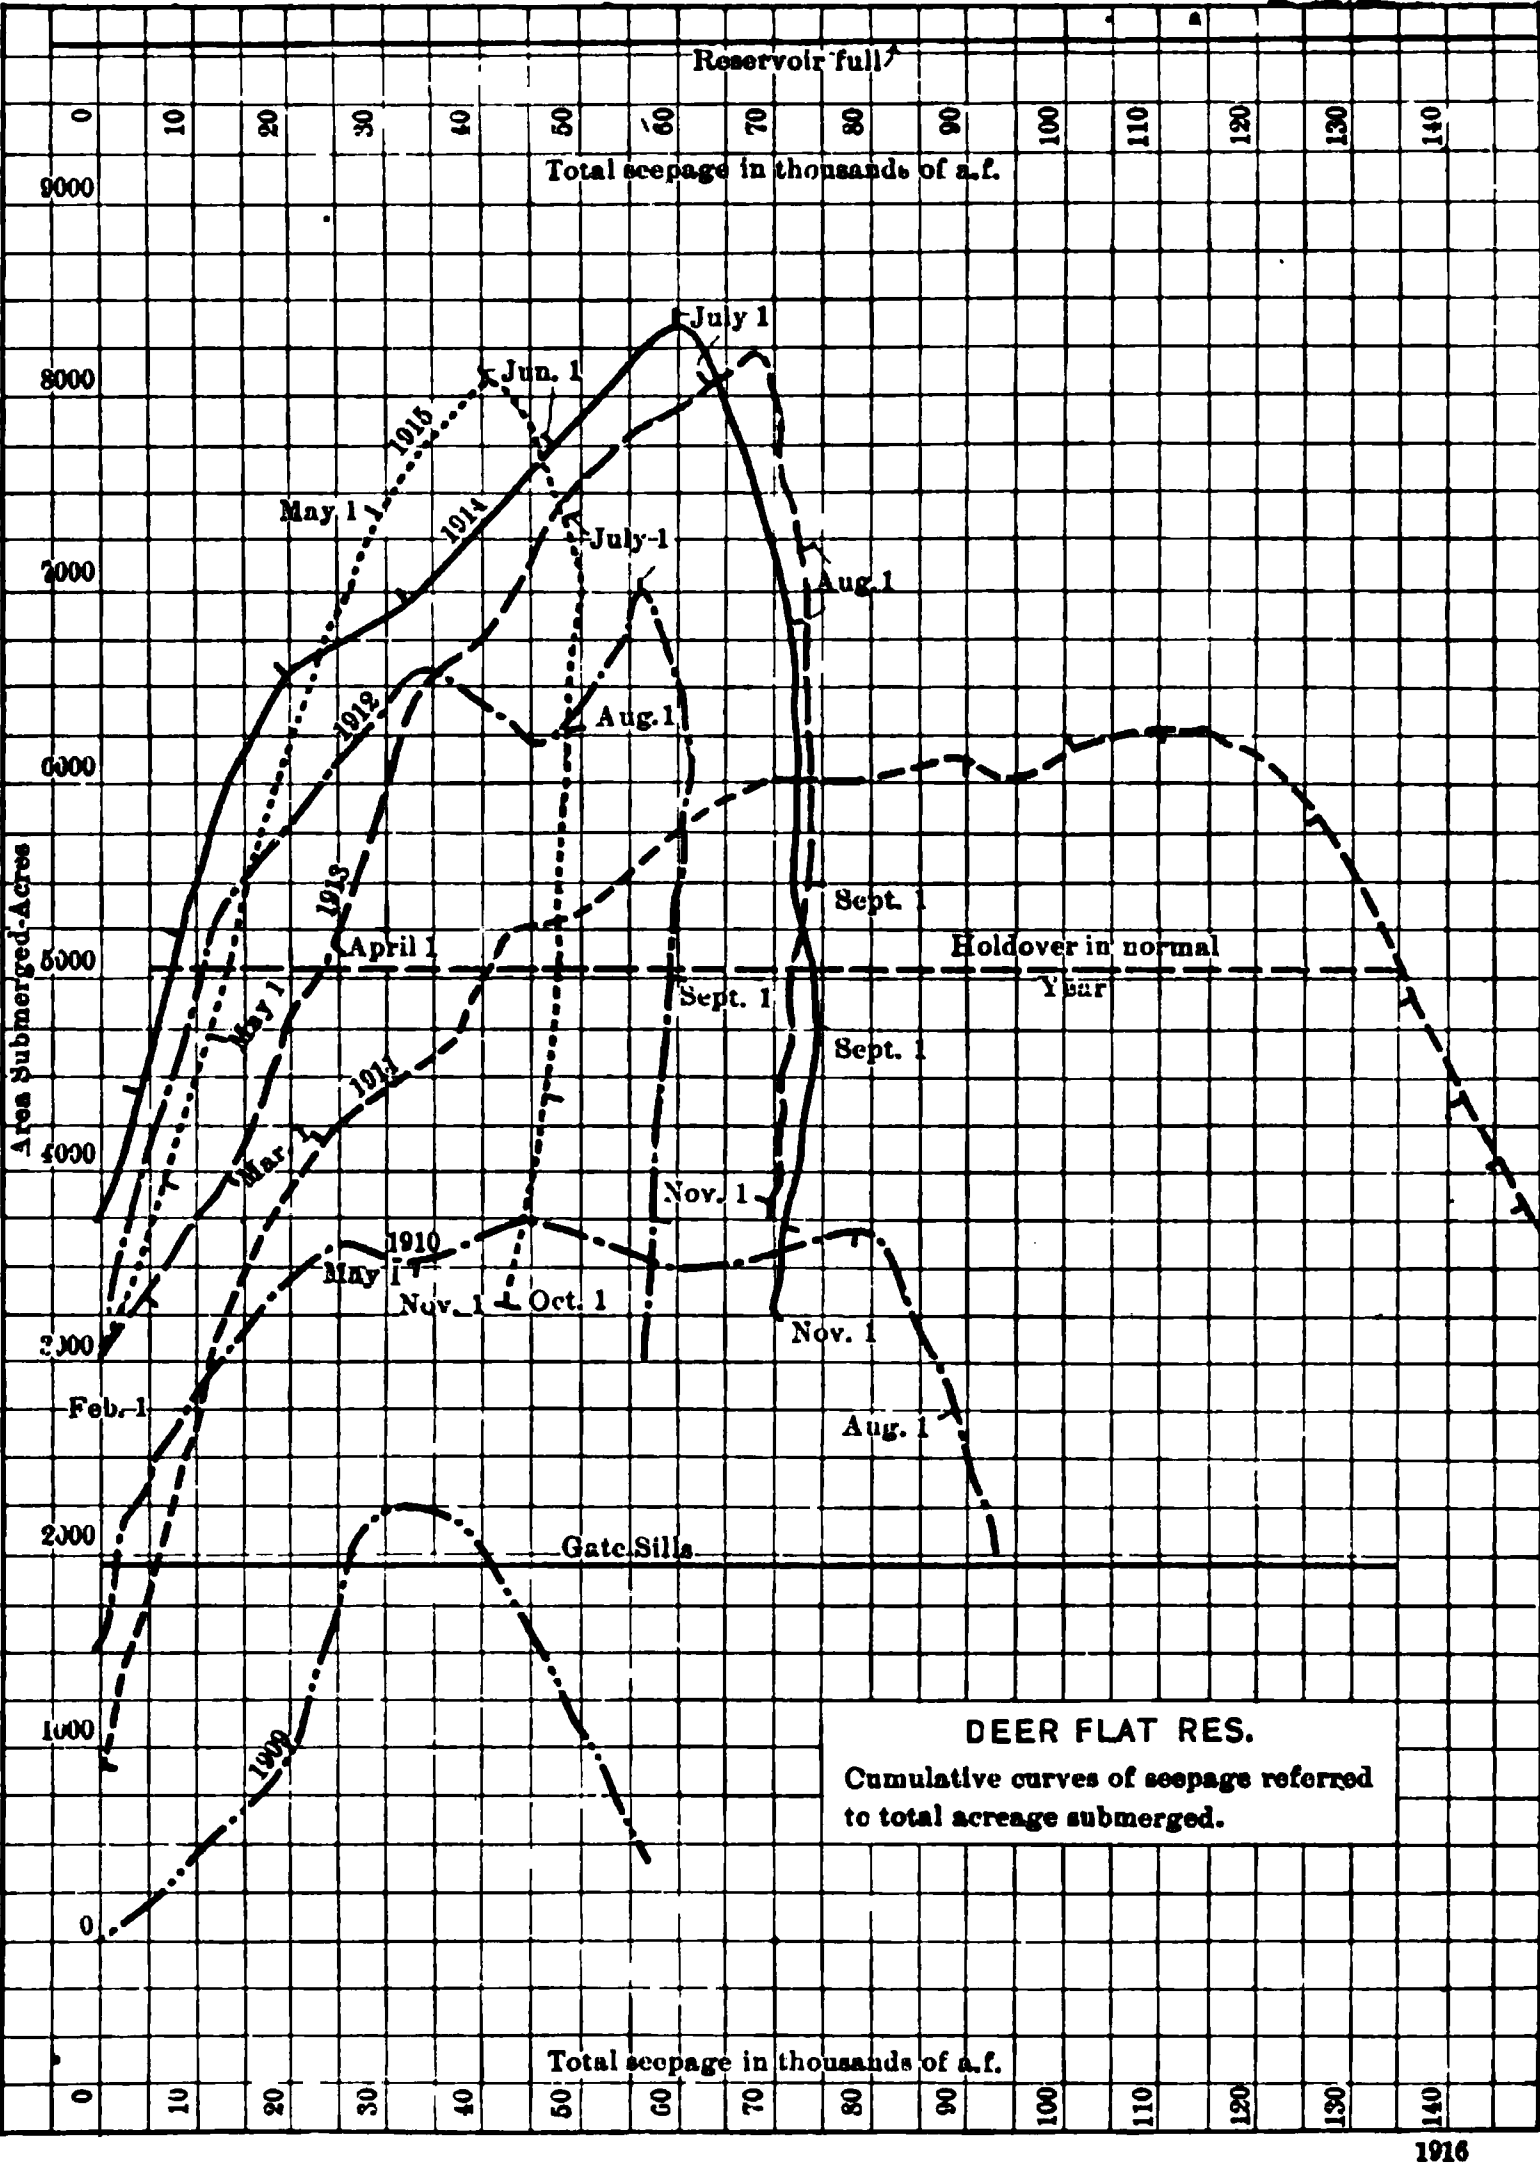 Reservoir full
0 10 20 30 40 50 60 70 80 90 100 110 120 130 140
Total seepage in thousands of a.f.
9000
July 1
Jun. 1
8000
1915
May 1
1914
July 1
7000
Aug. 1
1912
Aug. 1
6000
1913
Sept. 1
April 1
Holdover in normal
Year
5000
Sept. 1
May 1
Sept. 1
1911
Area Submerged-Acres
4000
Mar.
Nov. 1
1910
May 1
Nov. 1
Oct. 1
Nov. 1
3000
Feb. 1
Aug. 1
2000
Gate Sills
1000
1909
DEER FLAT RES.
Cumulative curves of seepage referred
to total acreage submerged.
0
Total seepage in thousands of a.f.
0 10 20 30 40 50 60 70 80 90 100 110 120 130 140
1916